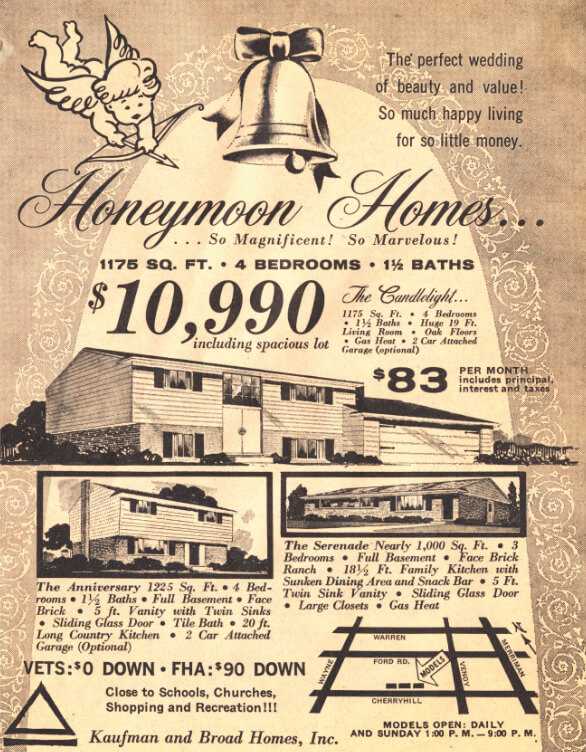 The perfect wedding
of beauty and value!
So much happy living
for so little money.
Honeymoon Homes...
... So Magnificent! So Marvelous!
1175 SQ. FT. • 4 BEDROOMS • 1½ BATHS
$10,990
including spacious lot
The Candlelight...
1175 Sq. Ft. • 4 Bedrooms
• 1½ Baths • Huge 19 Ft.
Living Room • Oak Floors
• Gas Heat • 2 Car Attached
Garage (optional)
$83 PER MONTH
includes principal,
interest and taxes
The Anniversary 1225 Sq. Ft. • 4 Bed-
rooms • 1½ Baths • Full Basement • Face
Brick • 5 ft. Vanity with Twin Sinks
• Sliding Glass Door • Tile Bath • 20 ft.
Long Country Kitchen • 2 Car Attached
Garage (Optional)
The Serenade Nearly 1,000 Sq. Ft. • 3
Bedrooms • Full Basement • Face Brick
Ranch • 18½ Ft. Family Kitchen with
Sunken Dining Area and Snack Bar • 5 Ft.
Twin Sink Vanity • Sliding Glass Door
• Large Closets • Gas Heat
VETS:$0 DOWN • FHA:$90 DOWN
Close to Schools, Churches,
Shopping and Recreation!!!
Kaufman and Broad Homes, Inc.
WARREN
WAYNE
FORD RD.
MODELS
VENOY
MERRIMAN
N
CHERRYHILL
MODELS OPEN: DAILY
AND SUNDAY 1:00 P. M. — 9:00 P. M.